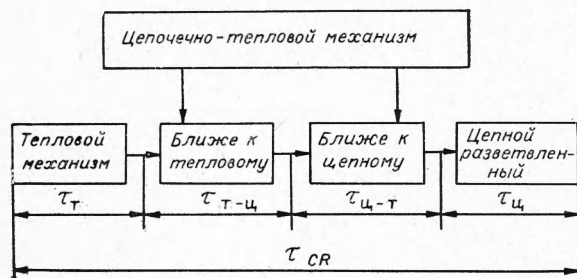 Цепочечно-тепловой механизм
Тепловой
механизм
Ближе к
тепловому
Ближе к
цепному
Цепной
разветвлен-
ный
τт
τт-ц
τц-т
τц
τCR